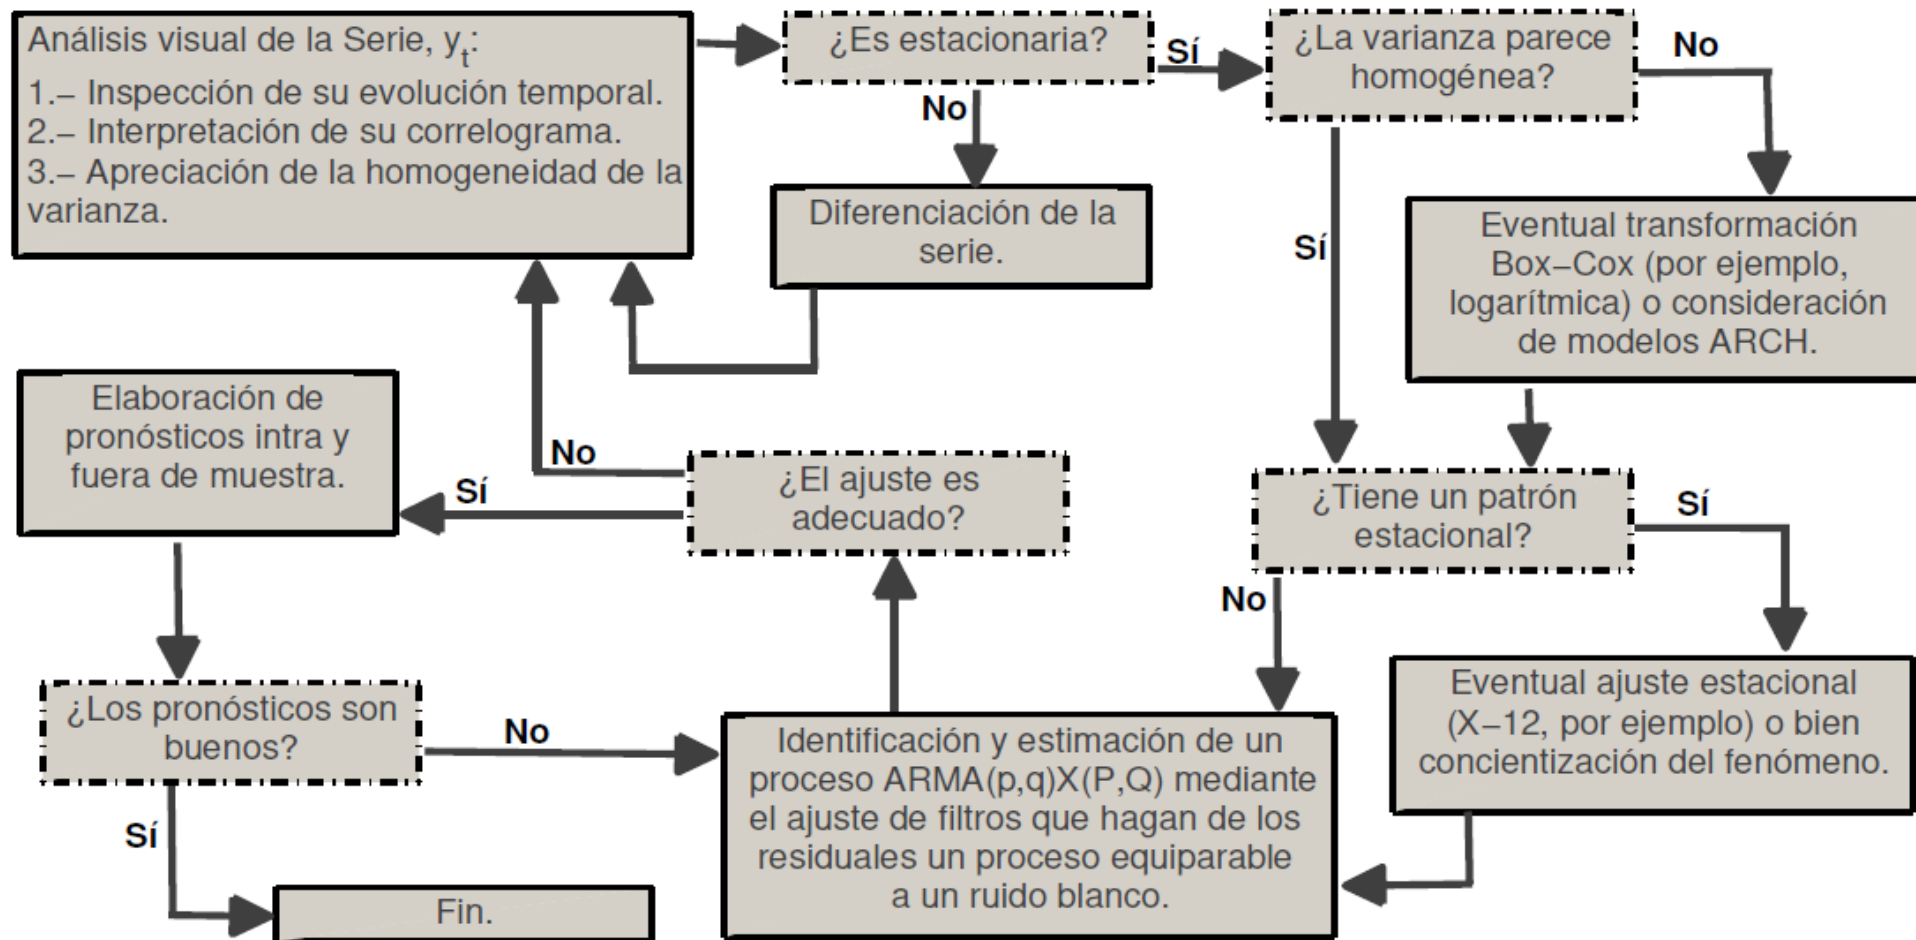 Análisis visual de la Serie, y_t:
1.– Inspección de su evolución temporal.
2.– Interpretación de su correlograma.
3.– Apreciación de la homogeneidad de la
varianza.
¿Es estacionaria?
Sí
No
¿La varianza parece
homogénea?
No
Sí
Diferenciación de la
serie.
Eventual transformación
Box–Cox (por ejemplo,
logarítmica) o consideración
de modelos ARCH.
¿Tiene un patrón
estacional?
Sí
No
Eventual ajuste estacional
(X–12, por ejemplo) o bien
concientización del fenómeno.
Identificación y estimación de un
proceso ARMA(p,q)X(P,Q) mediante
el ajuste de filtros que hagan de los
residuales un proceso equiparable
a un ruido blanco.
¿El ajuste es
adecuado?
No
Sí
Elaboración de
pronósticos intra y
fuera de muestra.
¿Los pronósticos son
buenos?
No
Sí
Fin.